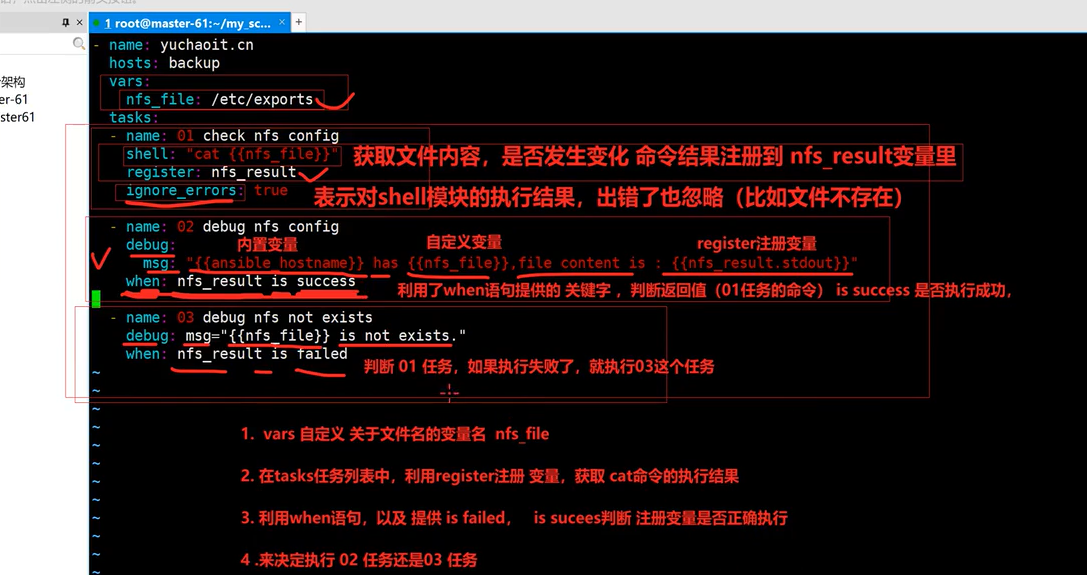 1 root@master-61:~/my_sc...
架构
er-61
ster61
- name: yuchaoit.cn
hosts: backup
vars:
nfs_file: /etc/exports
tasks:
- name: 01 check nfs config
shell: "cat {{nfs_file}}" 获取文件内容，是否发生变化 命令结果注册到 nfs_result变量里
register: nfs_result
ignore_errors: true 表示对shell模块的执行结果，出错了也忽略（比如文件不存在）
- name: 02 debug nfs config
debug: 内置变量 自定义变量 register注册变量
msg: "{{ansible_hostname}} has {{nfs_file}},file content is : {{nfs_result.stdout}}"
when: nfs_result is success 利用了when语句提供的 关键字 ，判断返回值（01任务的命令） is success 是否执行成功，
- name: 03 debug nfs not exists
debug: msg="{{nfs_file}} is not exists."
when: nfs_result is failed 判断 01 任务，如果执行失败了，就执行03这个任务
~
~
~
~
~
~
~
~
~
~
~
~
1. vars 自定义 关于文件名的变量名 nfs_file
2. 在tasks任务列表中，利用register注册 变量，获取 cat命令的执行结果
3. 利用when语句，以及 提供 is failed， is sucees判断 注册变量是否正确执行
4 .来决定执行 02 任务还是03 任务